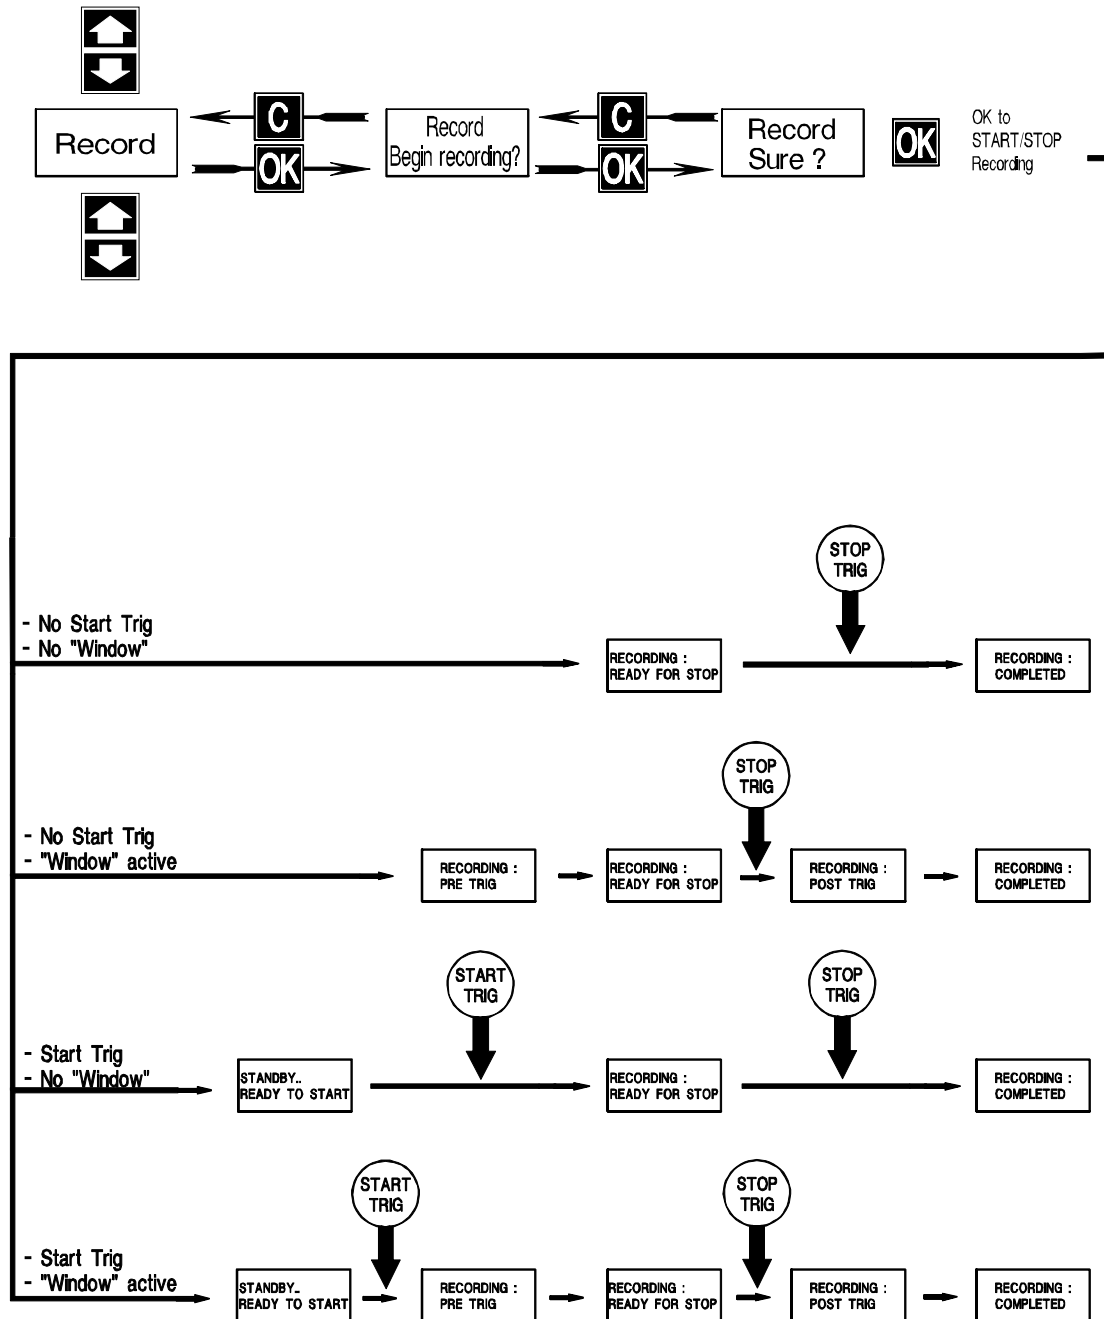 C
C
Record
Record
Begin recording?
Record
Sure ?
OK
OK
OK
OK to
START/STOP
Recording
STOP
TRIG
- No Start Trig
- No "Window"
RECORDING :
READY FOR STOP
RECORDING :
COMPLETED
STOP
TRIG
- No Start Trig
- "Window" active
RECORDING :
PRE TRIG
RECORDING :
READY FOR STOP
RECORDING :
POST TRIG
RECORDING :
COMPLETED
START
TRIG
STOP
TRIG
- Start Trig
- No "Window"
STANDBY..
READY TO START
RECORDING :
READY FOR STOP
RECORDING :
COMPLETED
START
TRIG
STOP
TRIG
- Start Trig
- "Window" active
STANDBY..
READY TO START
RECORDING :
PRE TRIG
RECORDING :
READY FOR STOP
RECORDING :
POST TRIG
RECORDING :
COMPLETED